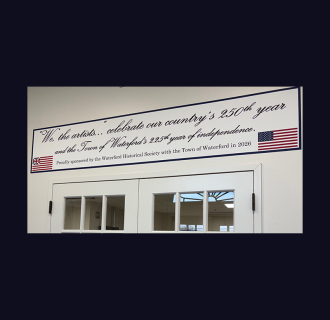 "We, the artists..." celebrate our country's 250th year
and the Town of Waterford's 225th year of independence.
Proudly sponsored by the Waterford Historical Society with the Town of Waterford in 2026